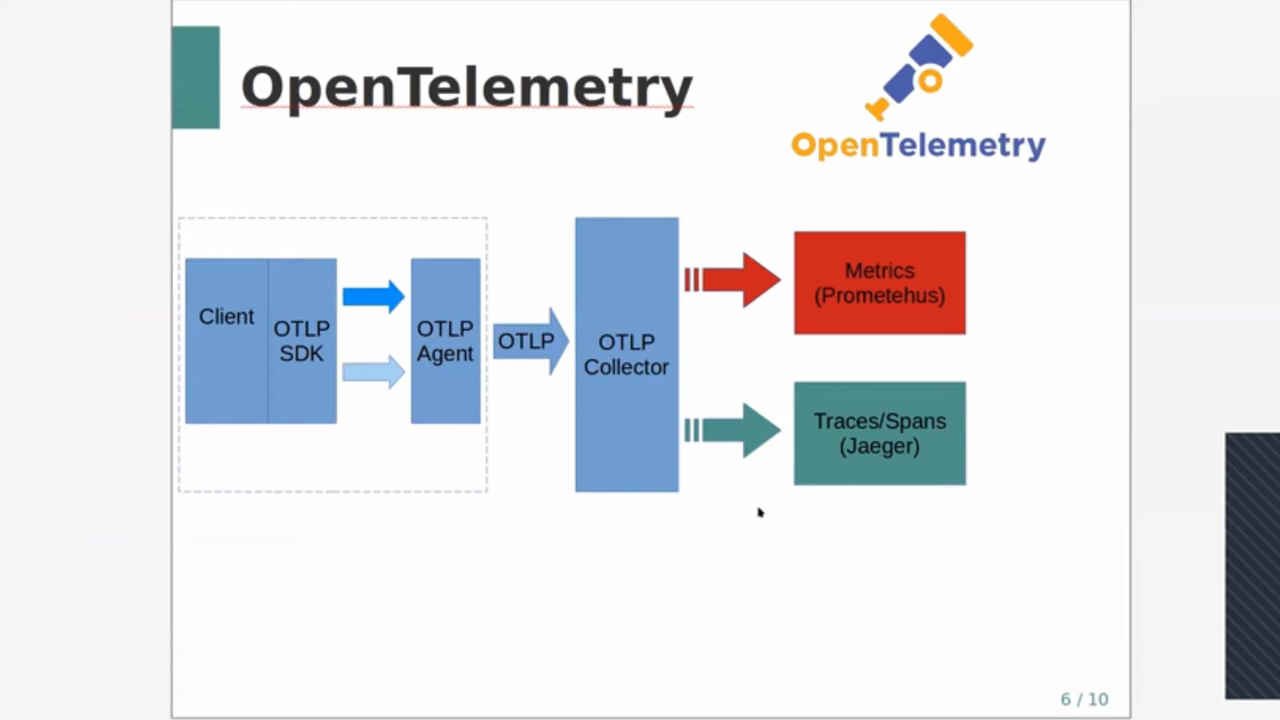 OpenTelemetry
OpenTelemetry
Client
OTLP
SDK
OTLP
Agent
OTLP
OTLP
Collector
Metrics
(Prometehus)
Traces/Spans
(Jaeger)
6 / 10